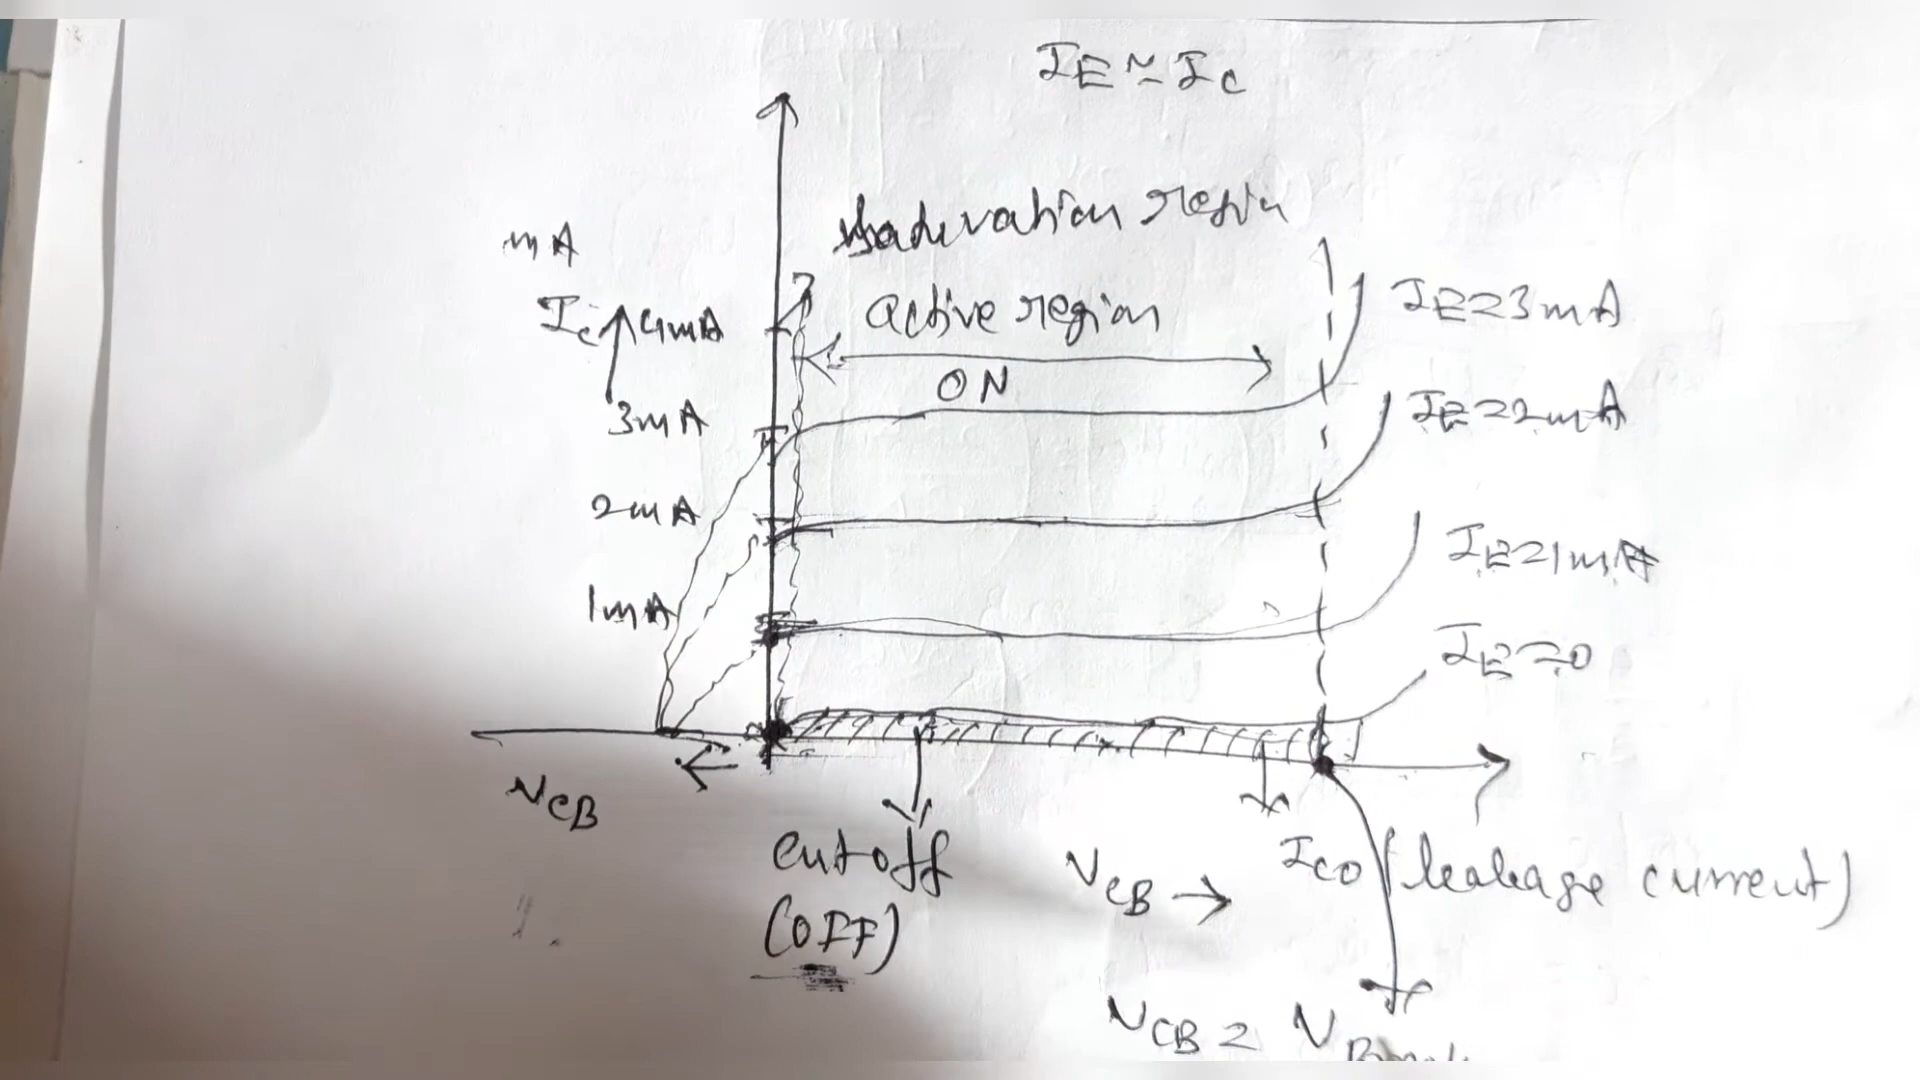 IE ≃ Ic
saturation region
mA
Ic 4mA
active region
IE = 3mA
ON
3mA
IE = 2mA
2mA
IE = 1mA
1mA
IE = 0
VCB
cutoff
(OFF)
VCB →
ICO (leakage current)
VCB =